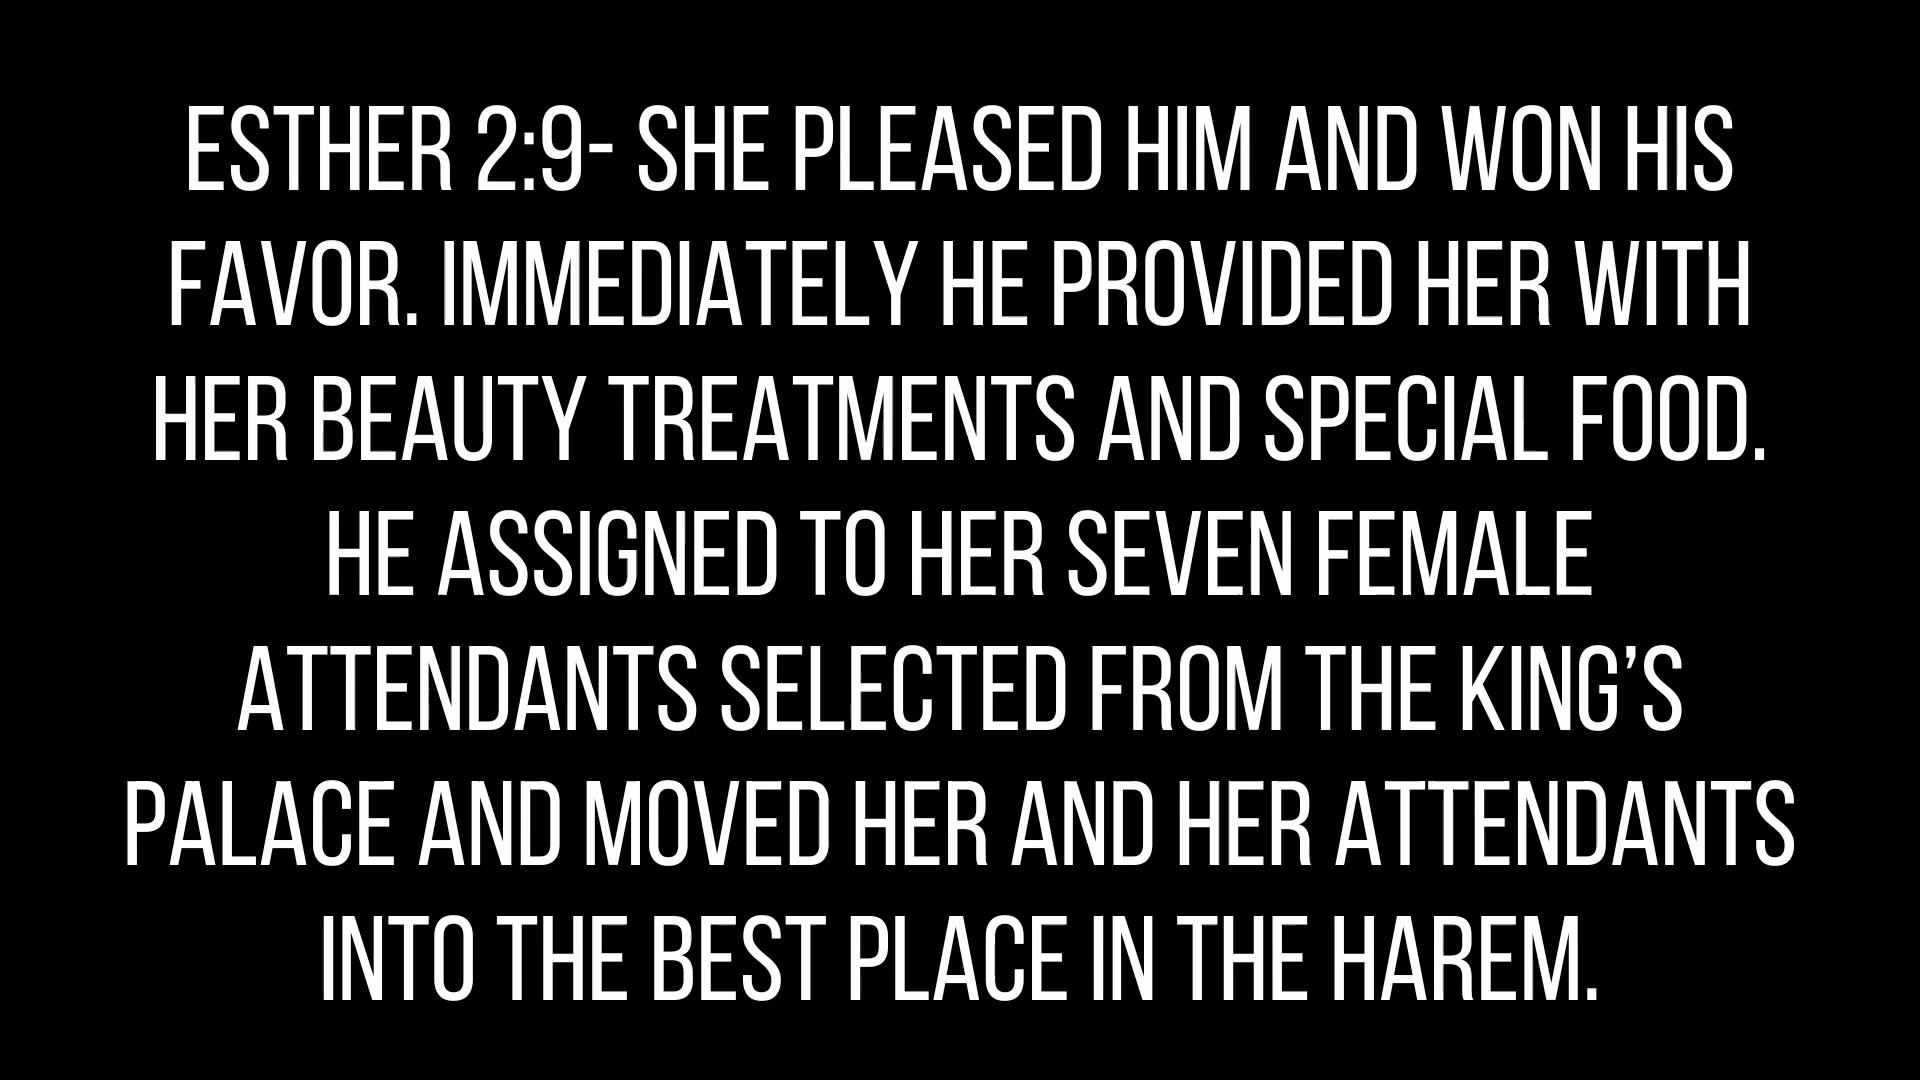 ESTHER 2:9- SHE PLEASED HIM AND WON HIS
FAVOR. IMMEDIATELY HE PROVIDED HER WITH
HER BEAUTY TREATMENTS AND SPECIAL FOOD.
HE ASSIGNED TO HER SEVEN FEMALE
ATTENDANTS SELECTED FROM THE KING’S
PALACE AND MOVED HER AND HER ATTENDANTS
INTO THE BEST PLACE IN THE HAREM.